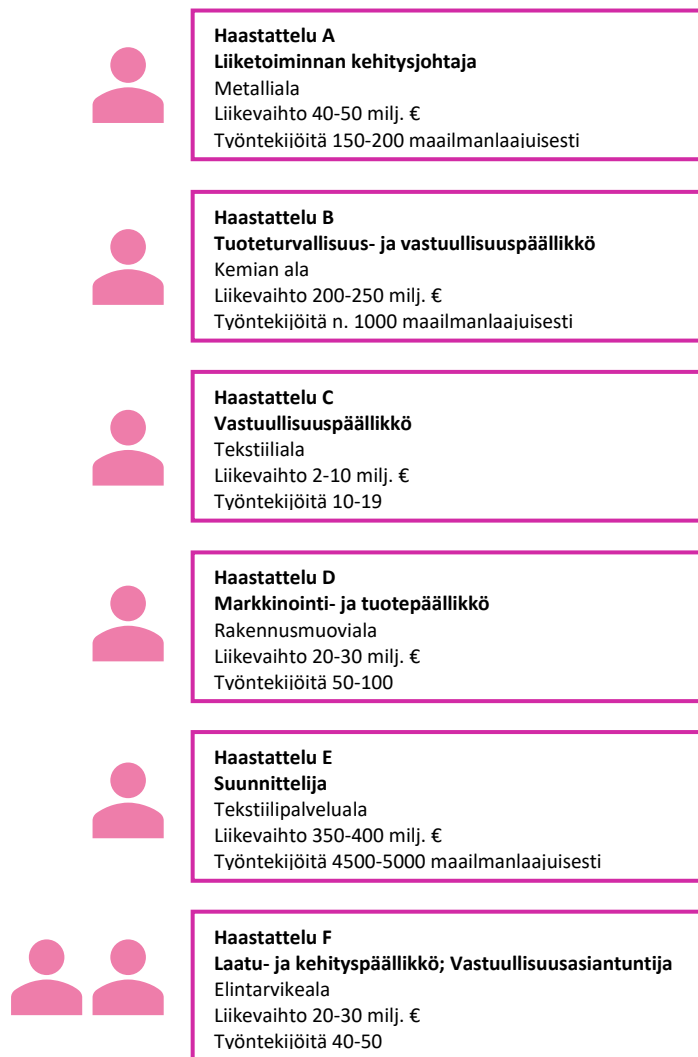 Haastattelu A
Liiketoiminnan kehitysjohtaja
Metalliala
Liikevaihto 40-50 milj. €
Työntekijöitä 150-200 maailmanlaajuisesti
Haastattelu B
Tuoteturvallisuus- ja vastuullisuuspäällikkö
Kemian ala
Liikevaihto 200-250 milj. €
Työntekijöitä n. 1000 maailmanlaajuisesti
Haastattelu C
Vastuullisuuspäällikkö
Tekstiiliala
Liikevaihto 2-10 milj. €
Työntekijöitä 10-19
Haastattelu D
Markkinointi- ja tuotepäällikkö
Rakennusmuoviala
Liikevaihto 20-30 milj. €
Työntekijöitä 50-100
Haastattelu E
Suunnittelija
Tekstiilipalveluala
Liikevaihto 350-400 milj. €
Työntekijöitä 4500-5000 maailmanlaajuisesti
Haastattelu F
Laatu- ja kehityspäällikkö; Vastuullisuusasiantuntija
Elintarvikeala
Liikevaihto 20-30 milj. €
Työntekijöitä 40-50